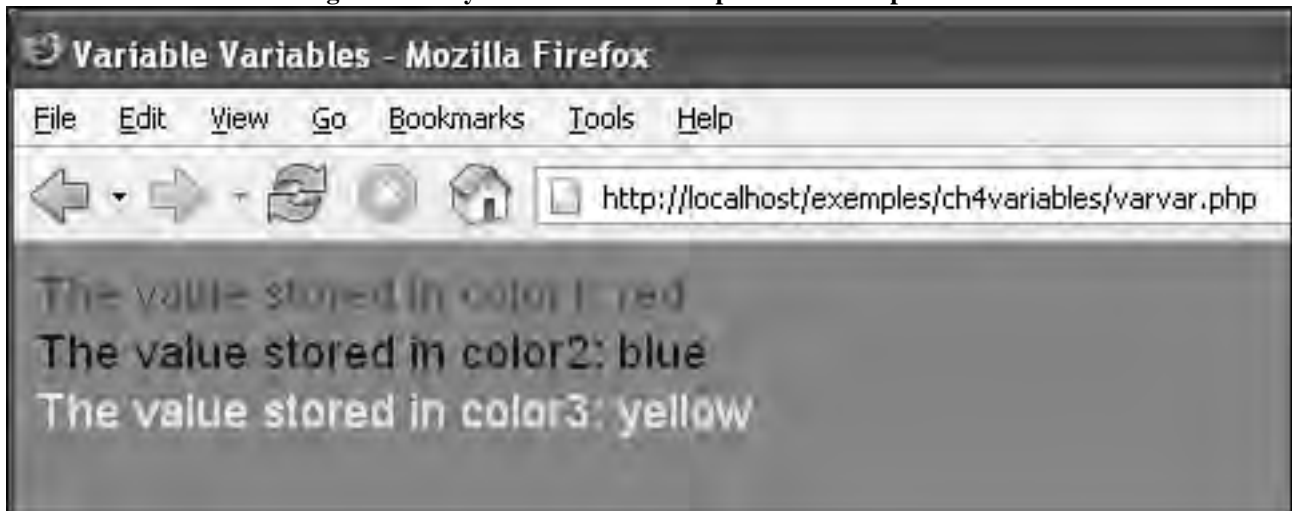 Variable Variables - Mozilla Firefox
File Edit View Go Bookmarks Tools Help
http://localhost/exemples/ch4variables/varvar.php
The value stored in color1: red
The value stored in color2: blue
The value stored in color3: yellow